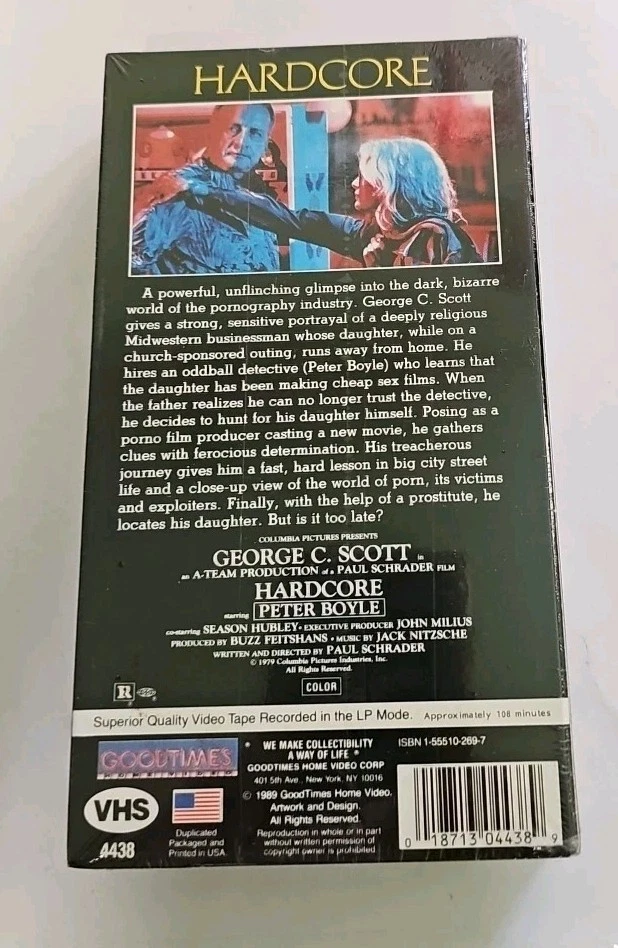 HARDCORE
A powerful, unflinching glimpse into the dark, bizarre
world of the pornography industry. George C. Scott
gives a strong, sensitive portrayal of a deeply religious
Midwestern businessman whose daughter, while on a
church-sponsored outing, runs away from home. He
hires an oddball detective (Peter Boyle) who learns that
the daughter has been making cheap sex films. When
the father realizes he can no longer trust the detective,
he decides to hunt for his daughter himself. Posing as a
porno film producer casting a new movie, he gathers
clues with ferocious determination. His treacherous
journey gives him a fast, hard lesson in big city street
life and a close-up view of the world of porn, its victims
and exploiters. Finally, with the help of a prostitute, he
locates his daughter. But is it too late?
COLUMBIA PICTURES PRESENTS
GEORGE C. SCOTT in
an A-TEAM PRODUCTION of a PAUL SCHRADER FILM
HARDCORE
starring PETER BOYLE
co-starring SEASON HUBLEY • EXECUTIVE PRODUCER JOHN MILIUS
PRODUCED BY BUZZ FEITSHANS • MUSIC BY JACK NITZSCHE
WRITTEN AND DIRECTED BY PAUL SCHRADER
© 1979 Columbia Pictures Industries, Inc.
All Rights Reserved.
R
COLOR
Superior Quality Video Tape Recorded in the LP Mode. Approximately 108 minutes
GOODTIMES
HOME VIDEO
VHS
4438
Duplicated
Packaged and
Printed in USA
• WE MAKE COLLECTIBILITY
A WAY OF LIFE •
GOODTIMES HOME VIDEO CORP
401 5th Ave., New York, NY 10016
© 1989 GoodTimes Home Video.
Artwork and Design.
All Rights Reserved.
Reproduction in whole or in part
without written permission of
copyright owner is prohibited
ISBN 1-55510-269-7
0 18713 04438 9